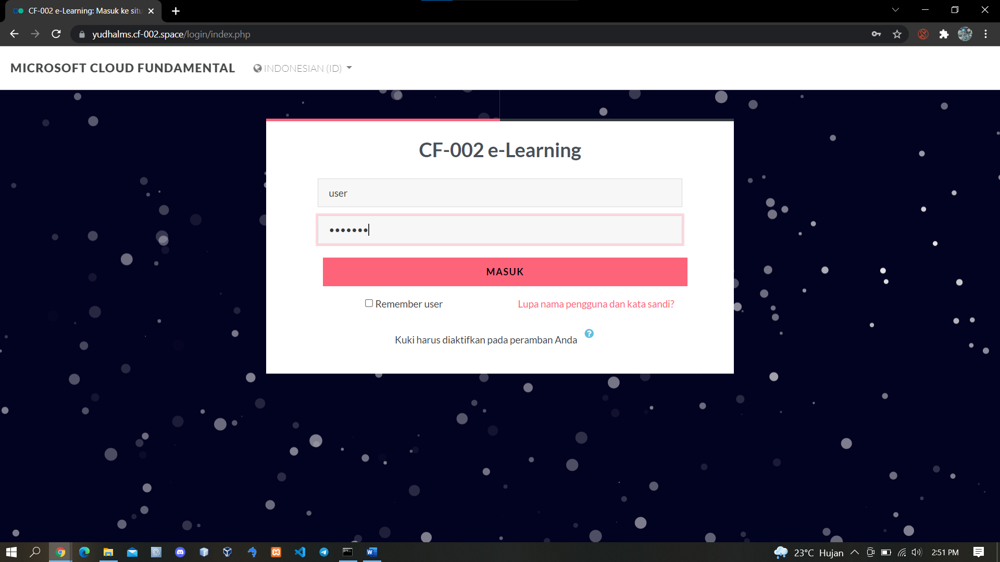 CF-002 e-Learning: Masuk ke situ
yudhalms.cf-002.space/login/index.php
MICROSOFT CLOUD FUNDAMENTAL
INDONESIAN (ID)
CF-002 e-Learning
user
MASUK
Remember user
Lupa nama pengguna dan kata sandi?
Kuki harus diaktifkan pada peramban Anda
23°C Hujan
2:51 PM